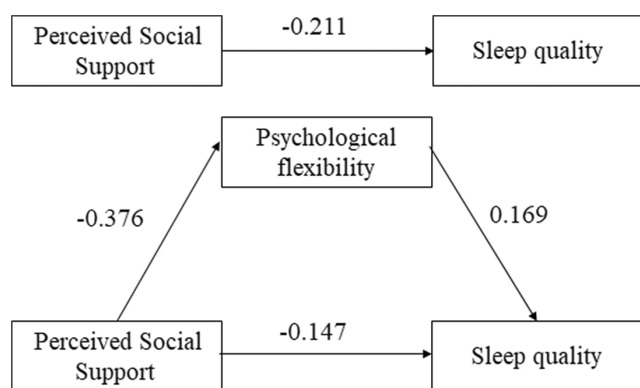 -0.211
Perceived Social
Support
Sleep quality
Psychological
flexibility
-0.376
0.169
-0.147
Perceived Social
Support
Sleep quality